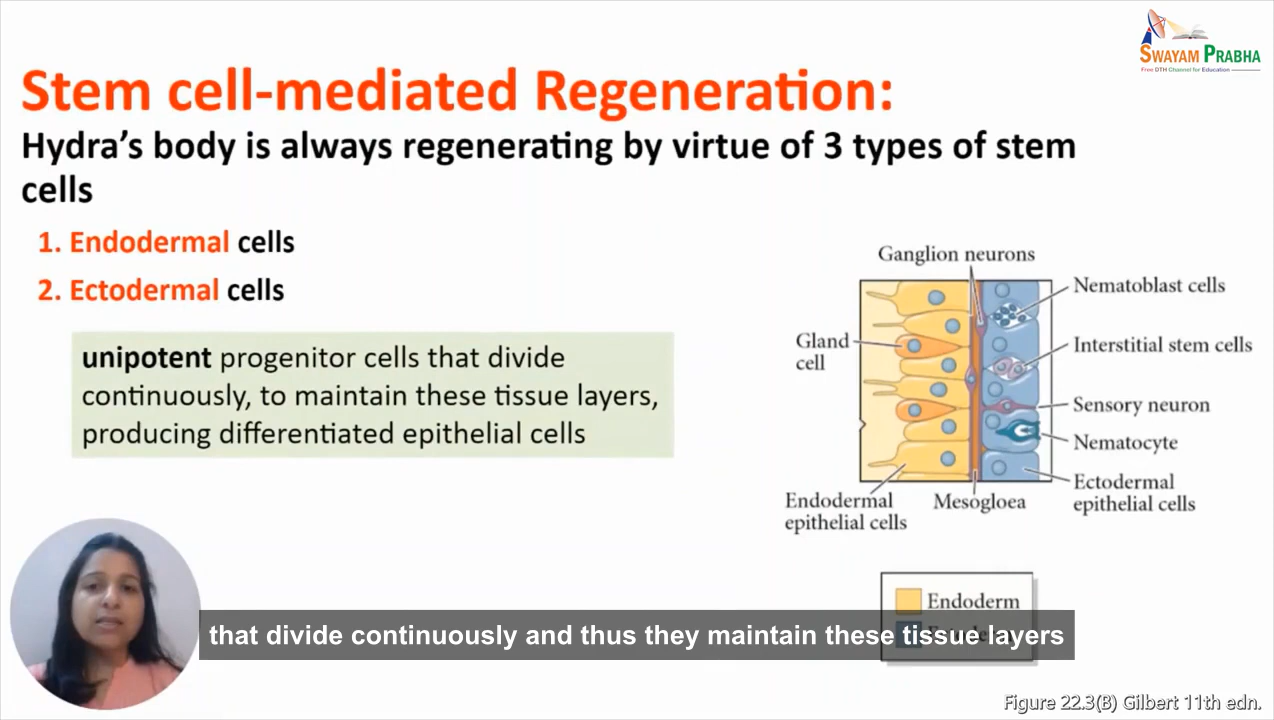 SWAYAM PRABHA
Free DTH Channel for Education
Stem cell-mediated Regeneration:
Hydra’s body is always regenerating by virtue of 3 types of stem
cells
1. Endodermal cells
2. Ectodermal cells
unipotent progenitor cells that divide
continuously, to maintain these tissue layers,
producing differentiated epithelial cells
Ganglion neurons
Nematoblast cells
Gland
cell
Interstitial stem cells
Sensory neuron
Nematocyte
Ectodermal
epithelial cells
Endodermal
epithelial cells
Mesogloea
Endoderm
that divide continuously and thus they maintain these tissue layers
Figure 22.3(B) Gilbert 11th edn.